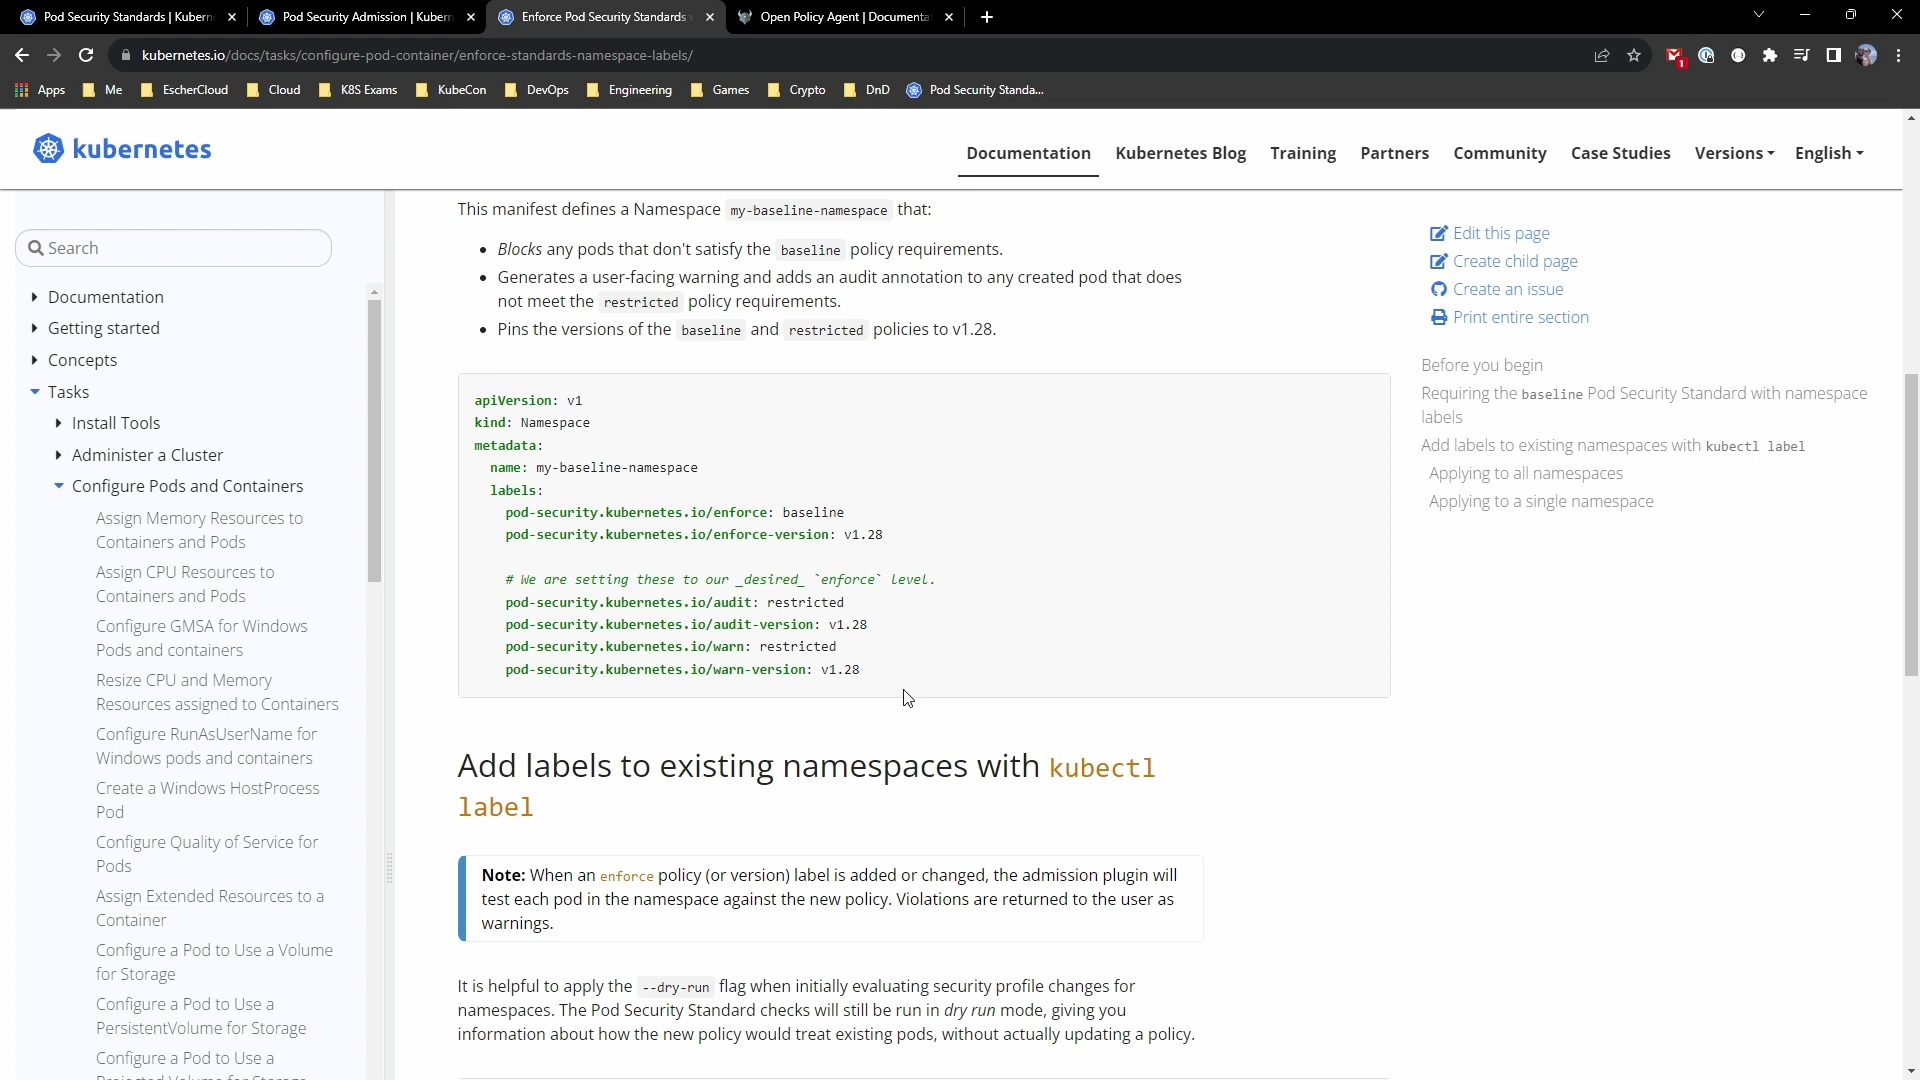 Pod Security Standards | Kubern
Pod Security Admission | Kubern
Enforce Pod Security Standards
Open Policy Agent | Documenta
kubernetes.io/docs/tasks/configure-pod-container/enforce-standards-namespace-labels/
1
Apps
Me
EscherCloud
Cloud
K8S Exams
KubeCon
DevOps
Engineering
Games
Crypto
DnD
Pod Security Standa...
kubernetes
Documentation
Kubernetes Blog
Training
Partners
Community
Case Studies
Versions
English
Search
Documentation
Getting started
Concepts
Tasks
Install Tools
Administer a Cluster
Configure Pods and Containers
Assign Memory Resources to
Containers and Pods
Assign CPU Resources to
Containers and Pods
Configure GMSA for Windows
Pods and containers
Resize CPU and Memory
Resources assigned to Containers
Configure RunAsUserName for
Windows pods and containers
Create a Windows HostProcess
Pod
Configure Quality of Service for
Pods
Assign Extended Resources to a
Container
Configure a Pod to Use a Volume
for Storage
Configure a Pod to Use a
PersistentVolume for Storage
Configure a Pod to Use a
Projected Volume for Storage
This manifest defines a Namespace my-baseline-namespace that:
• Blocks any pods that don't satisfy the baseline policy requirements.
• Generates a user-facing warning and adds an audit annotation to any created pod that does
not meet the restricted policy requirements.
• Pins the versions of the baseline and restricted policies to v1.28.
apiVersion: v1
kind: Namespace
metadata:
name: my-baseline-namespace
labels:
pod-security.kubernetes.io/enforce: baseline
pod-security.kubernetes.io/enforce-version: v1.28
# We are setting these to our _desired_ `enforce` level.
pod-security.kubernetes.io/audit: restricted
pod-security.kubernetes.io/audit-version: v1.28
pod-security.kubernetes.io/warn: restricted
pod-security.kubernetes.io/warn-version: v1.28
Add labels to existing namespaces with kubectl
label
Note: When an enforce policy (or version) label is added or changed, the admission plugin will
test each pod in the namespace against the new policy. Violations are returned to the user as
warnings.
It is helpful to apply the --dry-run flag when initially evaluating security profile changes for
namespaces. The Pod Security Standard checks will still be run in dry run mode, giving you
information about how the new policy would treat existing pods, without actually updating a policy.
Edit this page
Create child page
Create an issue
Print entire section
Before you begin
Requiring the baseline Pod Security Standard with namespace
labels
Add labels to existing namespaces with kubectl label
Applying to all namespaces
Applying to a single namespace